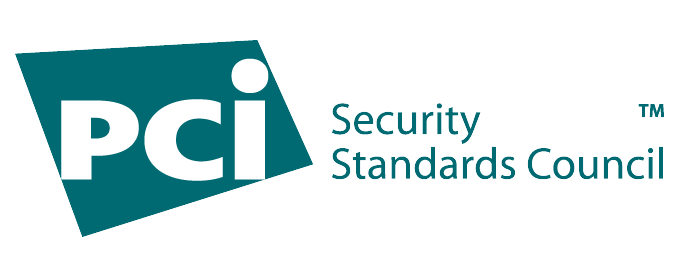 PCi
Security ™
Standards Council